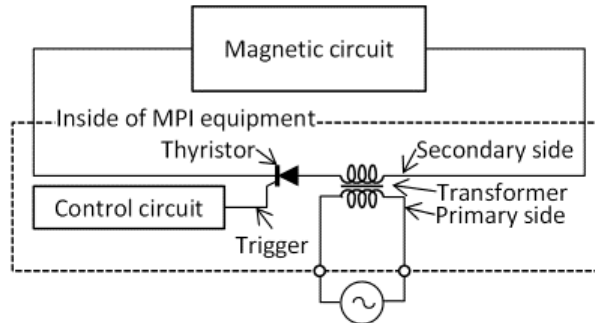 Magnetic circuit
Inside of MPI equipment
Thyristor
Secondary side
Control circuit
Transformer
Primary side
Trigger